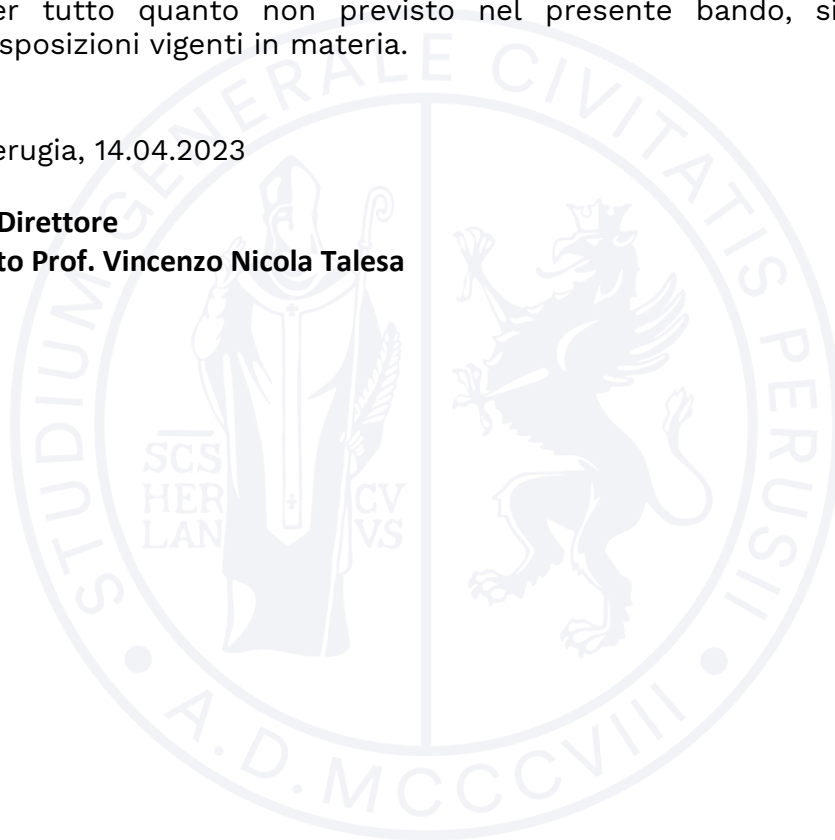 er tutto quanto non previsto nel presente bando, si
sposizioni vigenti in materia.
erugia, 14.04.2023
Direttore
to Prof. Vincenzo Nicola Talesa
STUDIUM GENERALE CIVITATIS PERUSII
SCS
HER CV
LAN VS
A.D. MCCCVIII